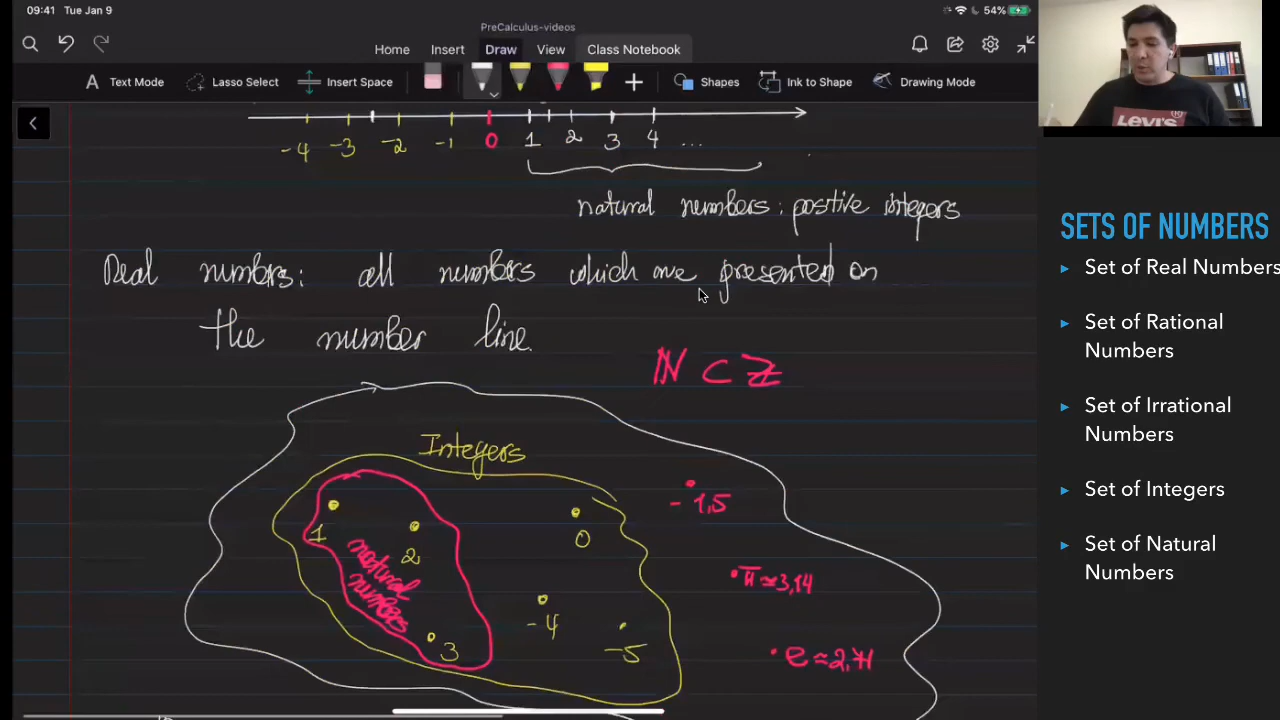 09:41 Tue Jan 9
54%
PreCalculus-videos
Home Insert Draw View Class Notebook
Text Mode Lasso Select Insert Space Shapes Ink to Shape Drawing Mode
-4 -3 -2 -1 0 1 2 3 4 ...
natural numbers: positive integers
Real numbers: all numbers which are presented on
the number line.
ℕ ⊂ ℤ
Integers
-1,5
1
2
0
natural
numbers
π≈3,14
-4
3
-5
e≈2,71
Levi's
SETS OF NUMBERS
Set of Real Numbers
Set of Rational
Numbers
Set of Irrational
Numbers
Set of Integers
Set of Natural
Numbers